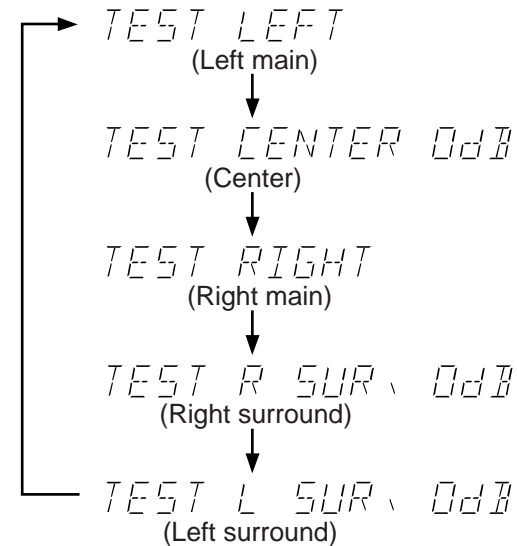 TEST LEFT
(Left main)
TEST CENTER 0dB
(Center)
TEST RIGHT
(Right main)
TEST R SUR. 0dB
(Right surround)
TEST L SUR. 0dB
(Left surround)